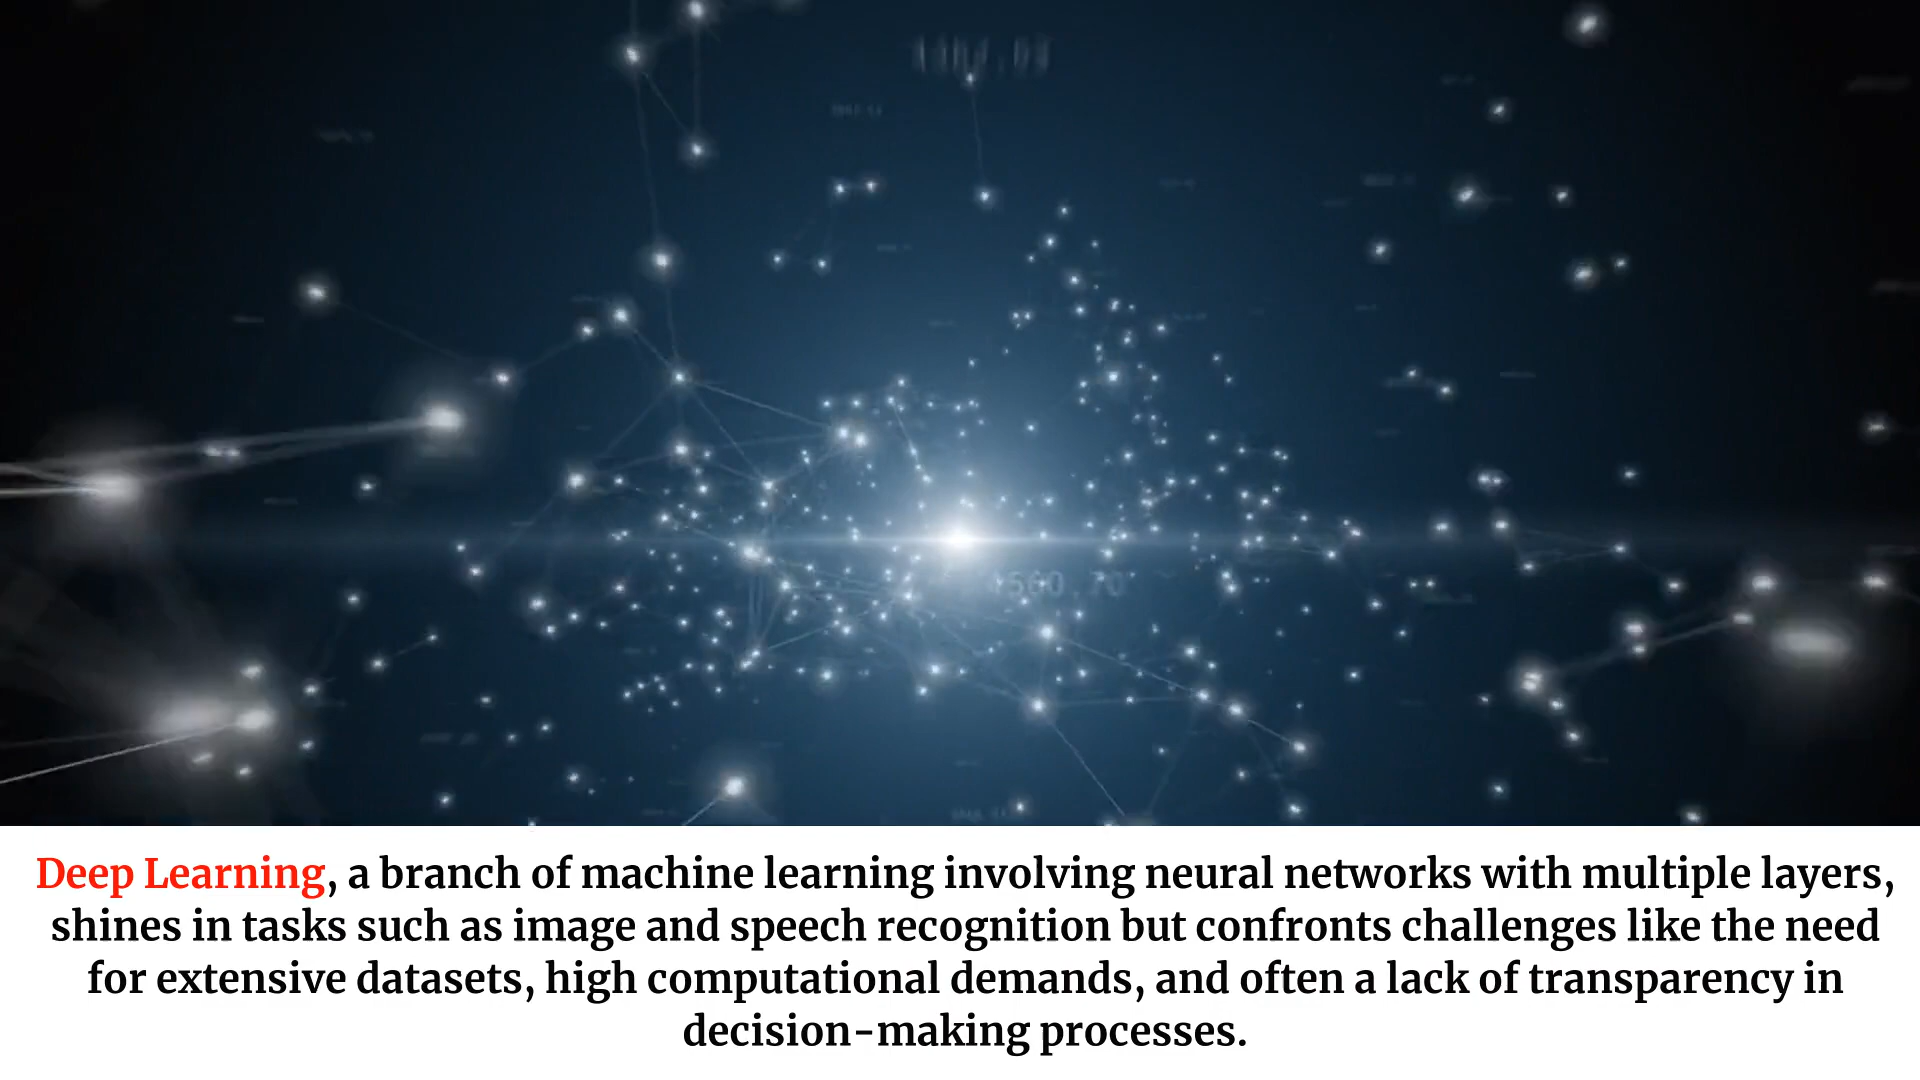 Deep Learning, a branch of machine learning involving neural networks with multiple layers,
shines in tasks such as image and speech recognition but confronts challenges like the need
for extensive datasets, high computational demands, and often a lack of transparency in
decision-making processes.